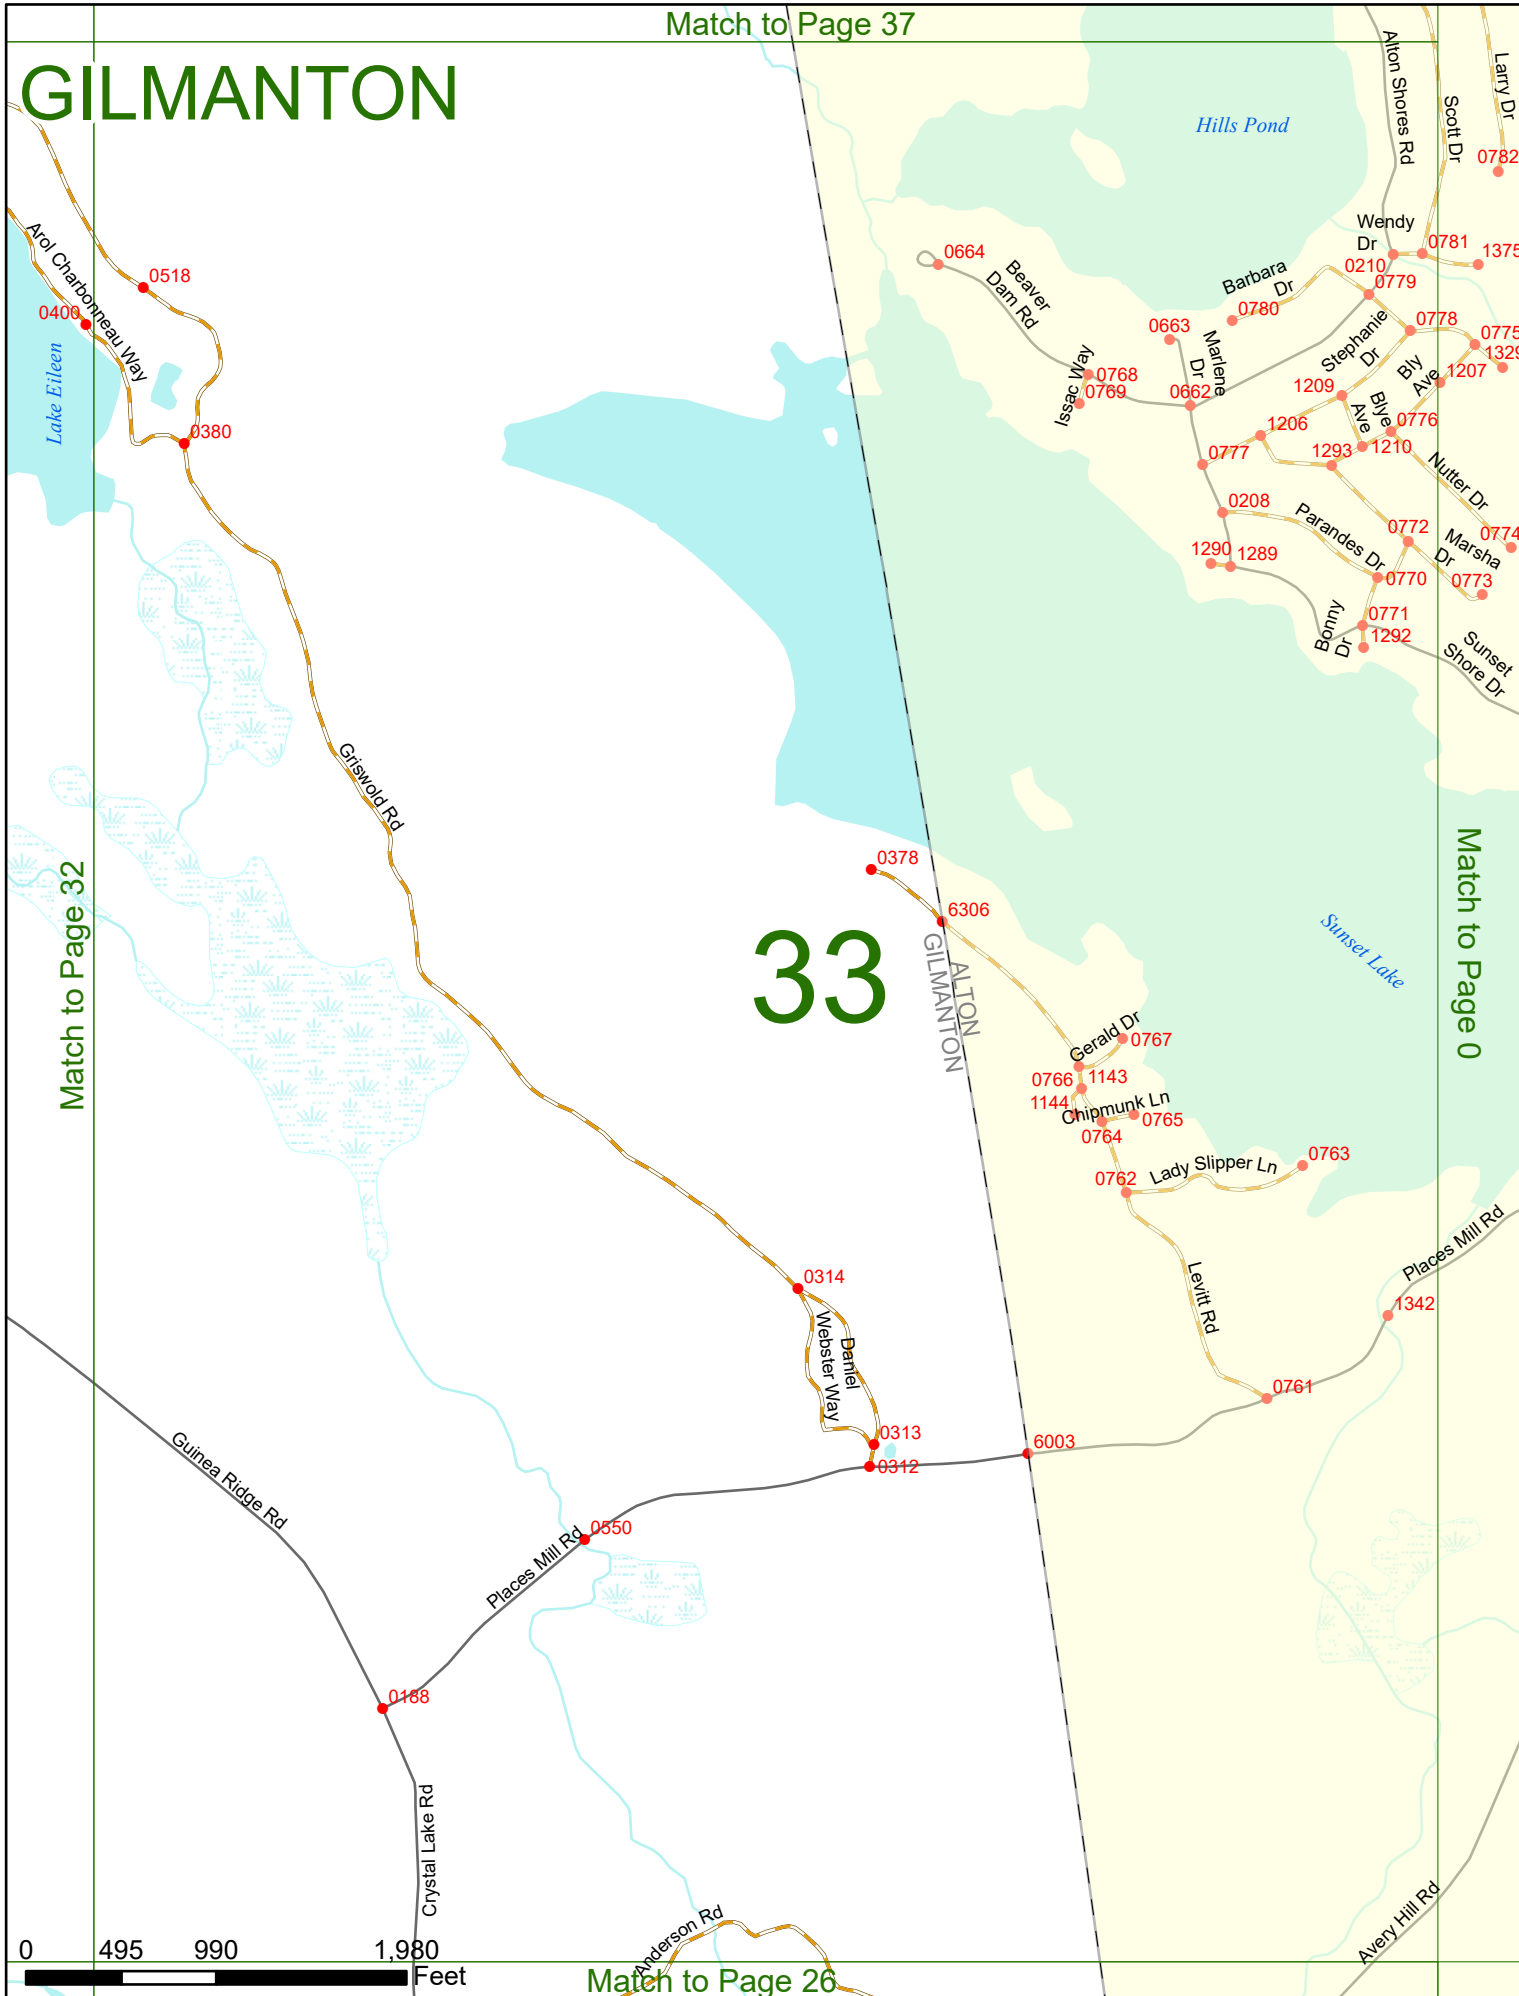 Match to Page 37
GILMANTON
Hills Pond
Alton Shores Rd
Scott Dr
Larry Dr
0782
Wendy
Dr
0781
1375
0210
0779
0664
Beaver
Dam Rd
Barbara
Dr
0780
0778
0775
1329
Stephanie
Dr
0663
Marlene
Dr
Bly
Ave
1207
Issac Way
0768
0769
0662
1209
Blye
Ave
0776
1206
1210
0777
1293
Nutter Dr
0208
Parandes Dr
0772
Marsha
Dr
0774
1290
1289
0770
0773
0771
1292
Bonny
Dr
Sunset
Shore Dr
Arol Charbonneau Way
0518
0400
Lake Eileen
0380
Griswold Rd
Match to Page 32
0378
6306
33
ALTON
GILMANTON
Sunset Lake
Match to Page 0
Gerald Dr
0767
0766
1143
1144
Chipmunk Ln
0765
0764
0763
0762
Lady Slipper Ln
Levitt Rd
Places Mill Rd
1342
0761
0314
Daniel
Webster Way
0313
0312
6003
Guinea Ridge Rd
0550
Places Mill Rd
0188
Crystal Lake Rd
Anderson Rd
Avery Hill Rd
0 495 990 1,980
Feet
Match to Page 26